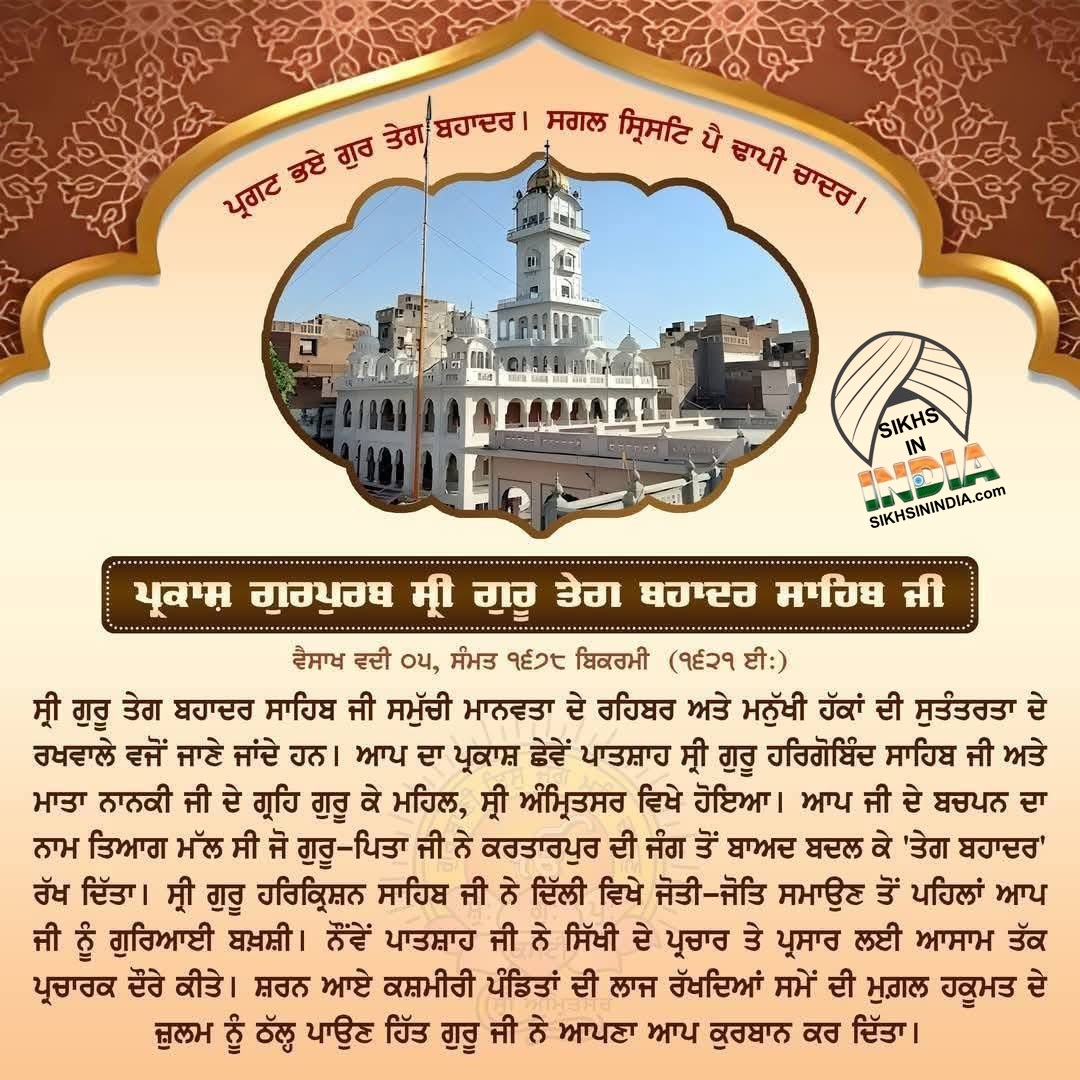 ਪ੍ਰਗਟ ਭਏ ਗੁਰ ਤੇਗ ਬਹਾਦਰ। ਸਗਲ ਸ੍ਰਿਸਟਿ ਪੈ ਢਾਪੀ ਚਾਦਰ।
SIKHS
IN
INDIA
SIKHSININDIA.com
ਪ੍ਰਕਾਸ਼ ਗੁਰਪੁਰਬ ਸ੍ਰੀ ਗੁਰੂ ਤੇਗ ਬਹਾਦਰ ਸਾਹਿਬ ਜੀ
ਵੈਸਾਖ ਵਦੀ ੦੫, ਸੰਮਤ ੧੬੭੮ ਬਿਕਰਮੀ (੧੬੨੧ ਈ:)
ਸ੍ਰੀ ਗੁਰੂ ਤੇਗ ਬਹਾਦਰ ਸਾਹਿਬ ਜੀ ਸਮੁੱਚੀ ਮਾਨਵਤਾ ਦੇ ਰਹਿਬਰ ਅਤੇ ਮਨੁੱਖੀ ਹੱਕਾਂ ਦੀ ਸੁਤੰਤਰਤਾ ਦੇ
ਰਖਵਾਲੇ ਵਜੋਂ ਜਾਣੇ ਜਾਂਦੇ ਹਨ। ਆਪ ਦਾ ਪ੍ਰਕਾਸ਼ ਛੇਵੇਂ ਪਾਤਸ਼ਾਹ ਸ੍ਰੀ ਗੁਰੂ ਹਰਿਗੋਬਿੰਦ ਸਾਹਿਬ ਜੀ ਅਤੇ
ਮਾਤਾ ਨਾਨਕੀ ਜੀ ਦੇ ਗ੍ਰਹਿ ਗੁਰੂ ਕੇ ਮਹਿਲ, ਸ੍ਰੀ ਅੰਮ੍ਰਿਤਸਰ ਵਿਖੇ ਹੋਇਆ। ਆਪ ਜੀ ਦੇ ਬਚਪਨ ਦਾ
ਨਾਮ ਤਿਆਗ ਮੱਲ ਸੀ ਜੋ ਗੁਰੂ-ਪਿਤਾ ਜੀ ਨੇ ਕਰਤਾਰਪੁਰ ਦੀ ਜੰਗ ਤੋਂ ਬਾਅਦ ਬਦਲ ਕੇ 'ਤੇਗ ਬਹਾਦਰ'
ਰੱਖ ਦਿੱਤਾ। ਸ੍ਰੀ ਗੁਰੂ ਹਰਿਕ੍ਰਿਸ਼ਨ ਸਾਹਿਬ ਜੀ ਨੇ ਦਿੱਲੀ ਵਿਖੇ ਜੋਤੀ-ਜੋਤਿ ਸਮਾਉਣ ਤੋਂ ਪਹਿਲਾਂ ਆਪ
ਜੀ ਨੂੰ ਗੁਰਿਆਈ ਬਖ਼ਸ਼ੀ। ਨੌਂਵੇਂ ਪਾਤਸ਼ਾਹ ਜੀ ਨੇ ਸਿੱਖੀ ਦੇ ਪ੍ਰਚਾਰ ਤੇ ਪ੍ਰਸਾਰ ਲਈ ਆਸਾਮ ਤੱਕ
ਪ੍ਰਚਾਰਕ ਦੌਰੇ ਕੀਤੇ। ਸ਼ਰਨ ਆਏ ਕਸ਼ਮੀਰੀ ਪੰਡਿਤਾਂ ਦੀ ਲਾਜ ਰੱਖਦਿਆਂ ਸਮੇਂ ਦੀ ਮੁਗ਼ਲ ਹਕੂਮਤ ਦੇ
ਜ਼ੁਲਮ ਨੂੰ ਠੱਲ੍ਹ ਪਾਉਣ ਹਿੱਤ ਗੁਰੂ ਜੀ ਨੇ ਆਪਣਾ ਆਪ ਕੁਰਬਾਨ ਕਰ ਦਿੱਤਾ।